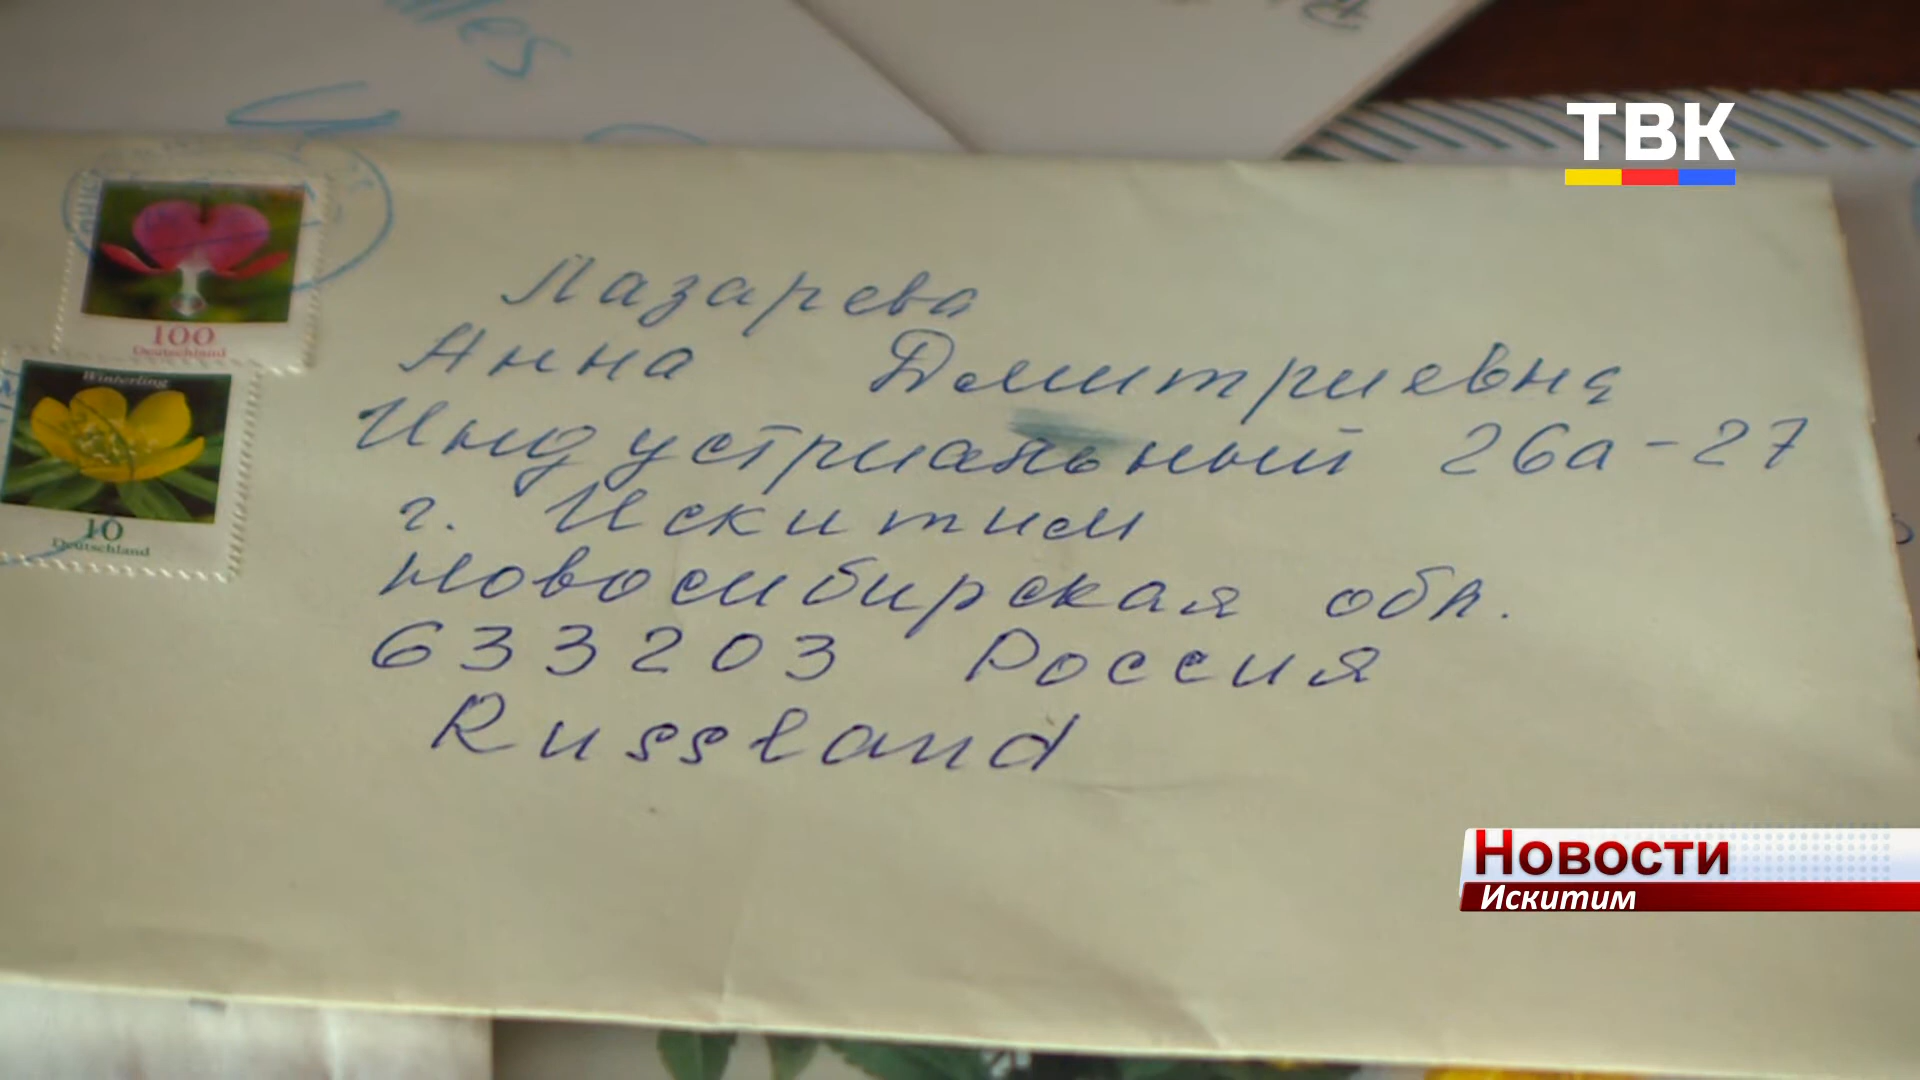 ТВК
100
Deutschland
Winterling
10
Deutschland
Лазарева
Анна Дмитриевна
Индустриальный 26а-27
г. Искитим
Новосибирская обл.
633203 Россия
Russland
Новости
Искитим